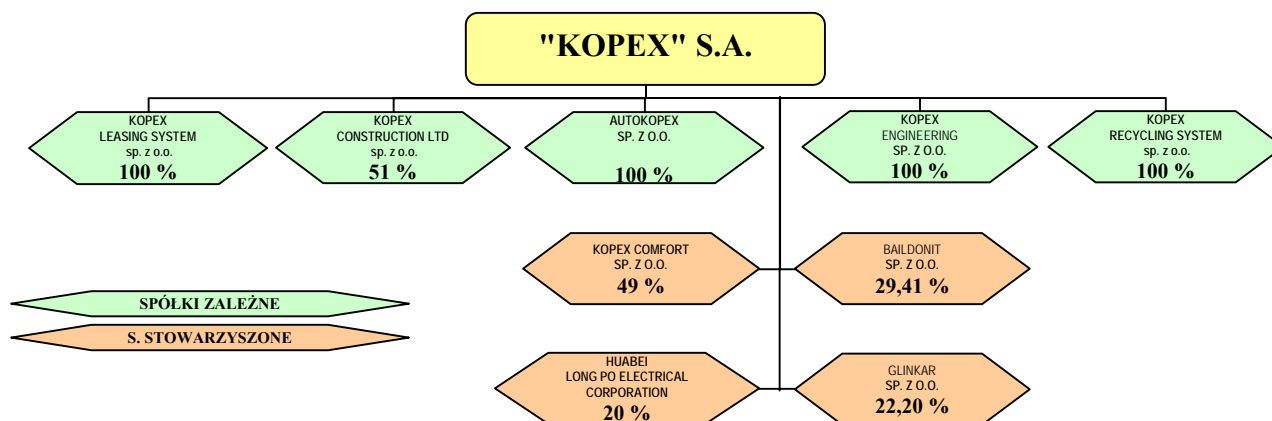 "KOPEX" S.A.
KOPEX
LEASING SYSTEM
sp. z o.o.
100 %
KOPEX
CONSTRUCTION LTD
sp. z o.o.
51 %
AUTOKOPEX
SP. Z O.O.
100 %
KOPEX
ENGINEERING
SP. Z O.O.
100 %
KOPEX
RECYCLING SYSTEM
sp. z o.o.
100 %
KOPEX COMFORT
SP. Z O.O.
49 %
BAILDONIT
SP. Z O.O.
29,41 %
SPÓŁKI ZALEŻNE
S. STOWARZYSZONE
HUABEI
LONG PO ELECTRICAL
CORPORATION
20 %
GLINKAR
SP. Z O.O.
22,20 %